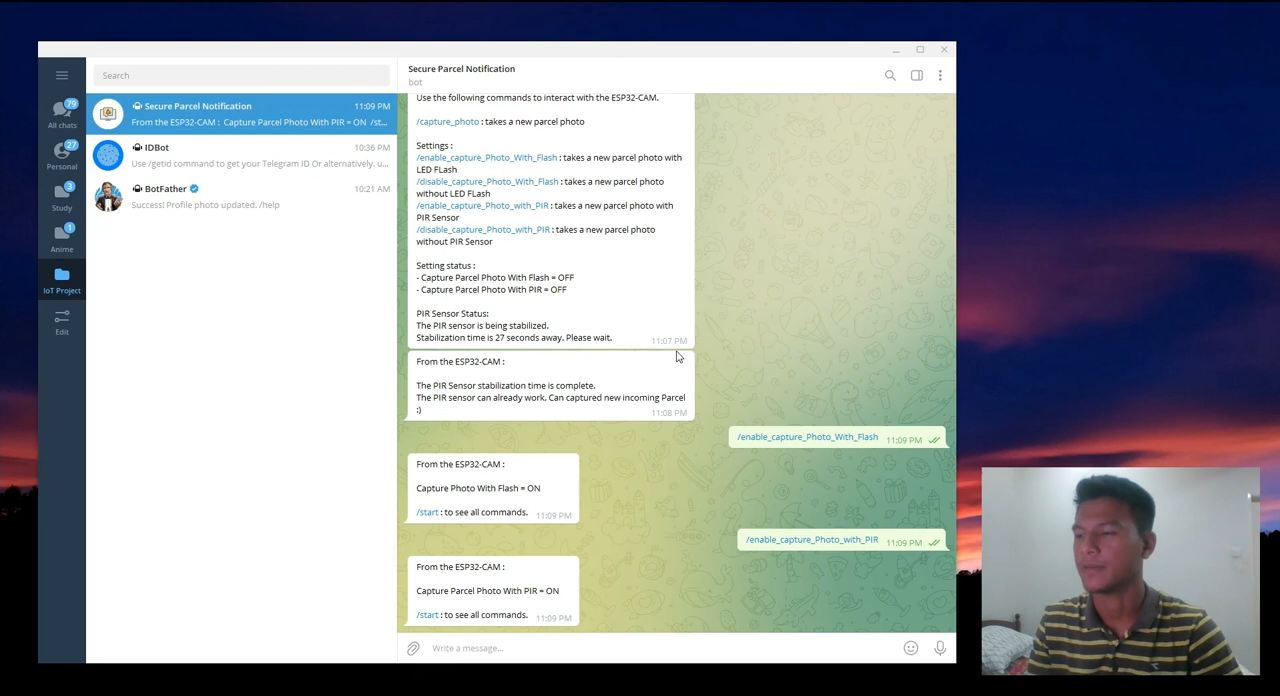 Search
79
All chats
27
Personal
3
Study
1
Anime
IoT Project
Edit
Secure Parcel Notification 11:09 PM
From the ESP32-CAM : Capture Parcel Photo With PIR = ON /st...
IDBot 10:36 PM
Use /getid command to get your Telegram ID Or alternatively, u...
BotFather 10:21 AM
Success! Profile photo updated. /help
Secure Parcel Notification
bot
Use the following commands to interact with the ESP32-CAM.
/capture_photo : takes a new parcel photo
Settings :
/enable_capture_Photo_With_Flash : takes a new parcel photo with
LED FLash
/disable_capture_Photo_With_Flash : takes a new parcel photo
without LED FLash
/enable_capture_Photo_with_PIR : takes a new parcel photo with
PIR Sensor
/disable_capture_Photo_with_PIR : takes a new parcel photo
without PIR Sensor
Setting status :
- Capture Parcel Photo With Flash = OFF
- Capture Parcel Photo With PIR = OFF
PIR Sensor Status:
The PIR sensor is being stabilized.
Stabilization time is 27 seconds away. Please wait.
11:07 PM
From the ESP32-CAM :
The PIR Sensor stabilization time is complete.
The PIR sensor can already work. Can captured new incoming Parcel
:)
11:08 PM
/enable_capture_Photo_With_Flash 11:09 PM
From the ESP32-CAM :
Capture Photo With Flash = ON
/start : to see all commands. 11:09 PM
/enable_capture_Photo_with_PIR 11:09 PM
From the ESP32-CAM :
Capture Parcel Photo With PIR = ON
/start : to see all commands. 11:09 PM
Write a message...